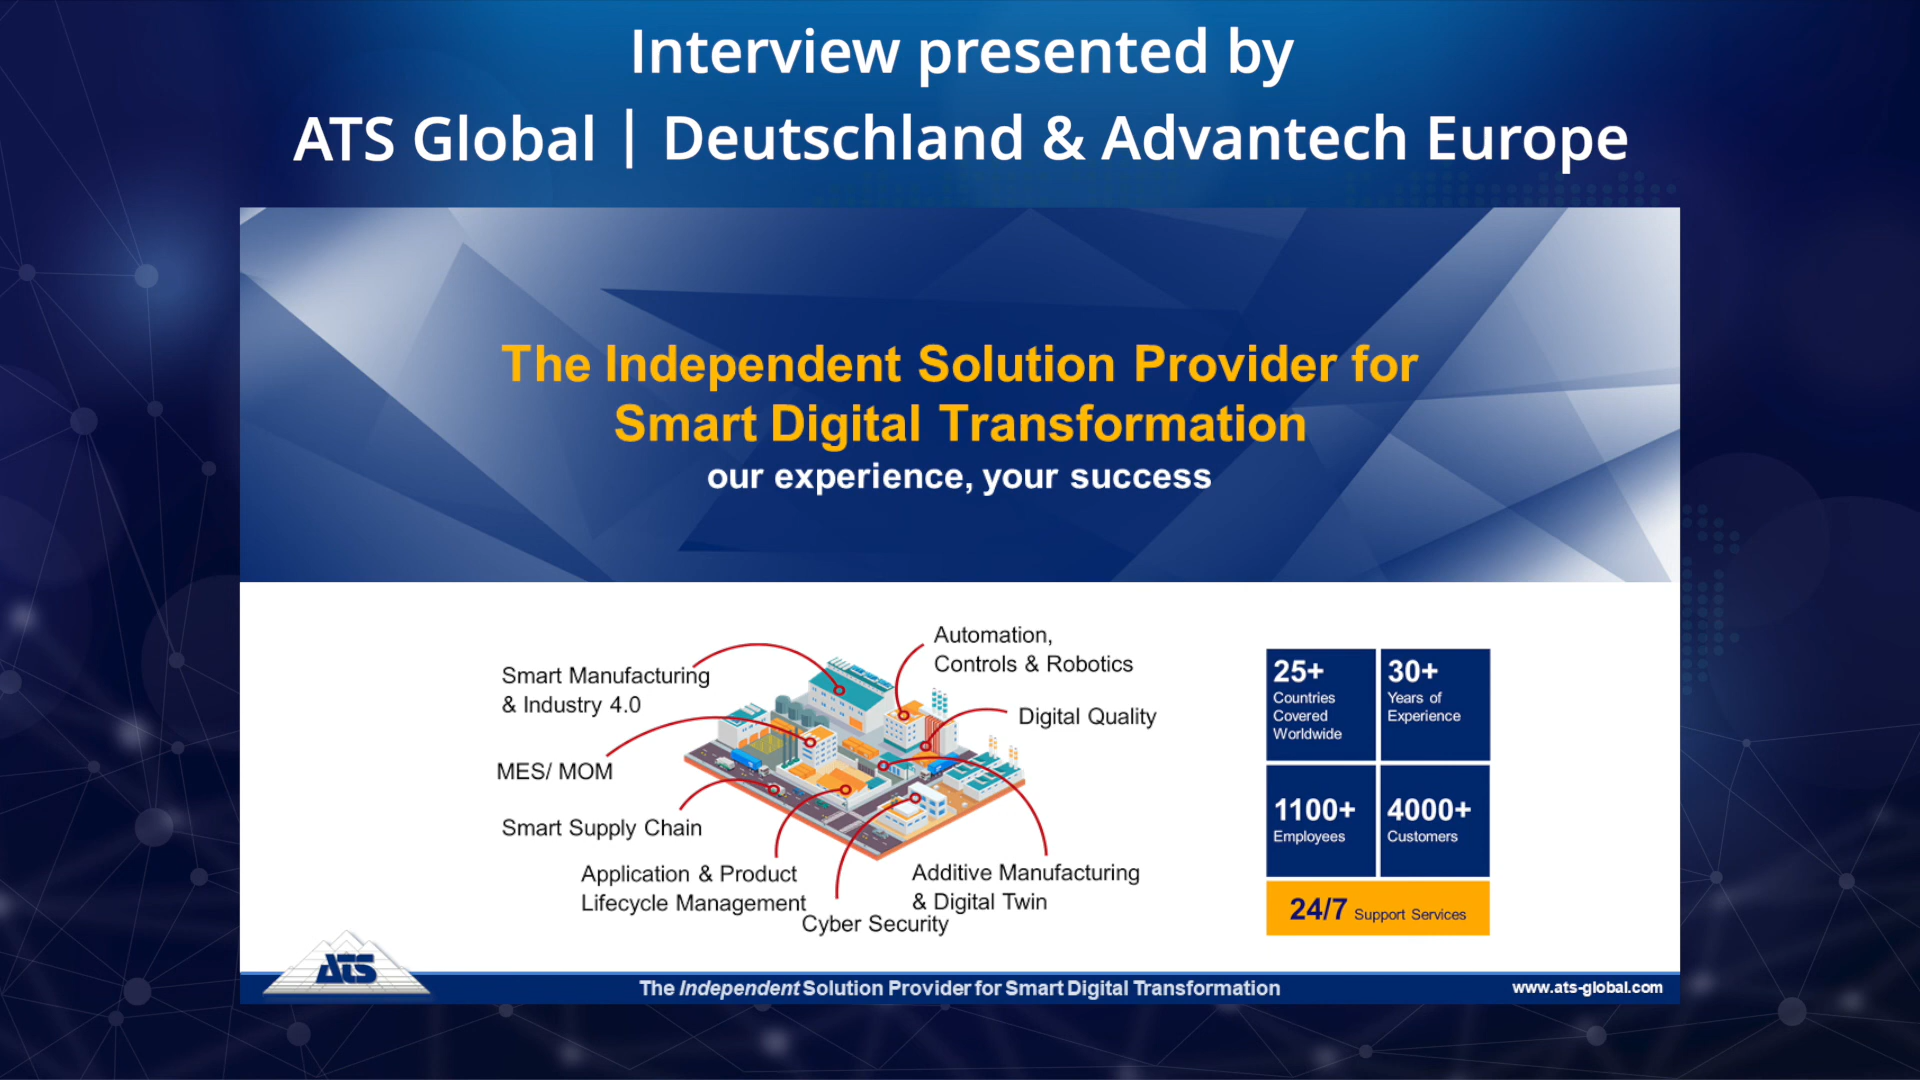 Interview presented by
ATS Global | Deutschland & Advantech Europe
The Independent Solution Provider for
Smart Digital Transformation
our experience, your success
Smart Manufacturing
& Industry 4.0
MES/ MOM
Smart Supply Chain
Application & Product
Lifecycle Management
Cyber Security
Automation,
Controls & Robotics
Digital Quality
Additive Manufacturing
& Digital Twin
25+
Countries
Covered
Worldwide
30+
Years of
Experience
1100+
Employees
4000+
Customers
24/7 Support Services
ATS
The Independent Solution Provider for Smart Digital Transformation
www.ats-global.com